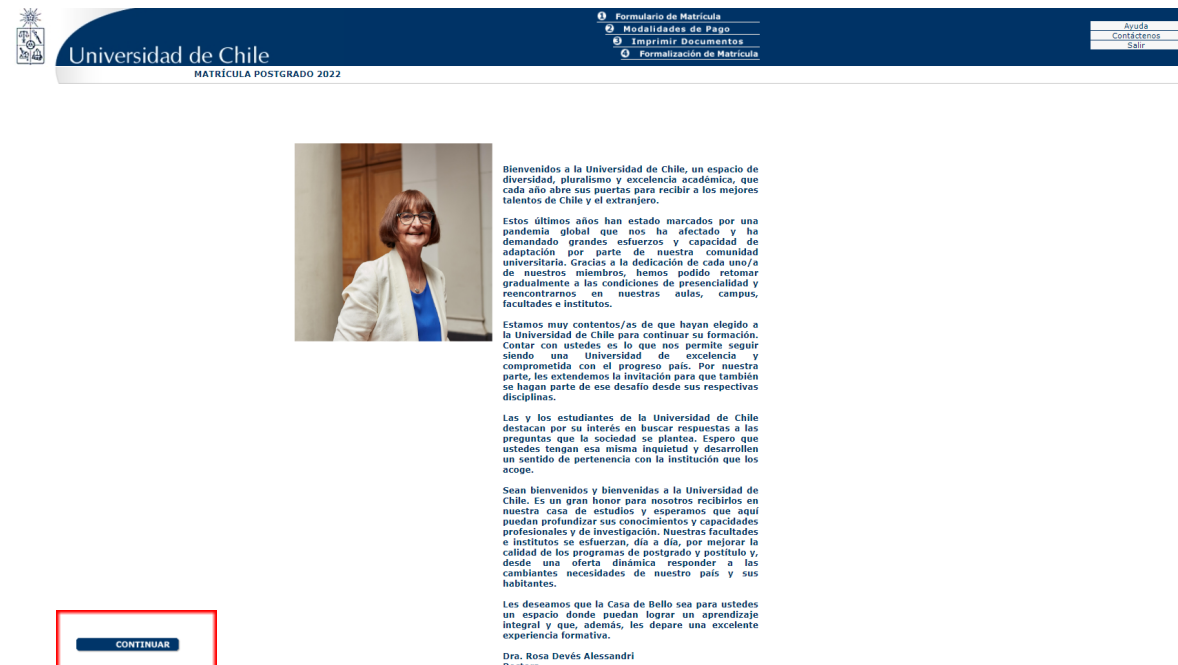 Universidad de Chile
1 Formulario de Matrícula
2 Modalidades de Pago
3 Imprimir Documentos
4 Formalización de Matrícula
Ayuda
Contáctenos
Salir
MATRÍCULA POSTGRADO 2022
Bienvenidos a la Universidad de Chile, un espacio de
diversidad, pluralismo y excelencia académica, que
cada año abre sus puertas para recibir a los mejores
talentos de Chile y el extranjero.
Estos últimos años han estado marcados por una
pandemia global que nos ha afectado y ha
demandado grandes esfuerzos y capacidad de
adaptación por parte de nuestra comunidad
universitaria. Gracias a la dedicación de cada uno/a
de nuestros miembros, hemos podido retomar
gradualmente a las condiciones de presencialidad y
reencontrarnos en nuestras aulas, campus,
facultades e institutos.
Estamos muy contentos/as de que hayan elegido a
la Universidad de Chile para continuar su formación.
Contar con ustedes es lo que nos permite seguir
siendo una Universidad de excelencia y
comprometida con el progreso país. Por nuestra
parte, les extendemos la invitación para que también
se hagan parte de ese desafío desde sus respectivas
disciplinas.
Las y los estudiantes de la Universidad de Chile
destacan por su interés en buscar respuestas a las
preguntas que la sociedad se plantea. Espero que
ustedes tengan esa misma inquietud y desarrollen
un sentido de pertenencia con la institución que los
acoge.
Sean bienvenidos y bienvenidas a la Universidad de
Chile. Es un gran honor para nosotros recibirlos en
nuestra casa de estudios y esperamos que aquí
puedan profundizar sus conocimientos y capacidades
profesionales y de investigación. Nuestras facultades
e institutos se esfuerzan, día a día, por mejorar la
calidad de los programas de postgrado y postítulo y,
desde una oferta dinámica responder a las
cambiantes necesidades de nuestro país y sus
habitantes.
Les deseamos que la Casa de Bello sea para ustedes
un espacio donde puedan lograr un aprendizaje
integral y que, además, les depare una excelente
experiencia formativa.
Dra. Rosa Devés Alessandri
CONTINUAR